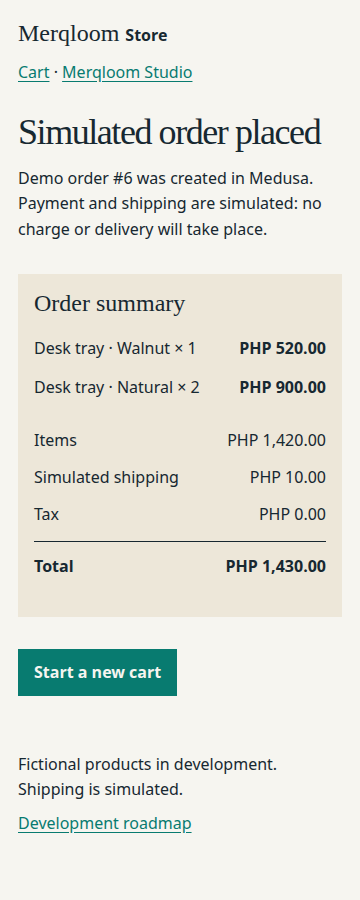 Merqloom Store
Cart · Merqloom Studio
Simulated order placed
Demo order #6 was created in Medusa.
Payment and shipping are simulated: no
charge or delivery will take place.
Order summary
Desk tray · Walnut × 1 PHP 520.00
Desk tray · Natural × 2 PHP 900.00
Items PHP 1,420.00
Simulated shipping PHP 10.00
Tax PHP 0.00
Total PHP 1,430.00
Start a new cart
Fictional products in development.
Shipping is simulated.
Development roadmap